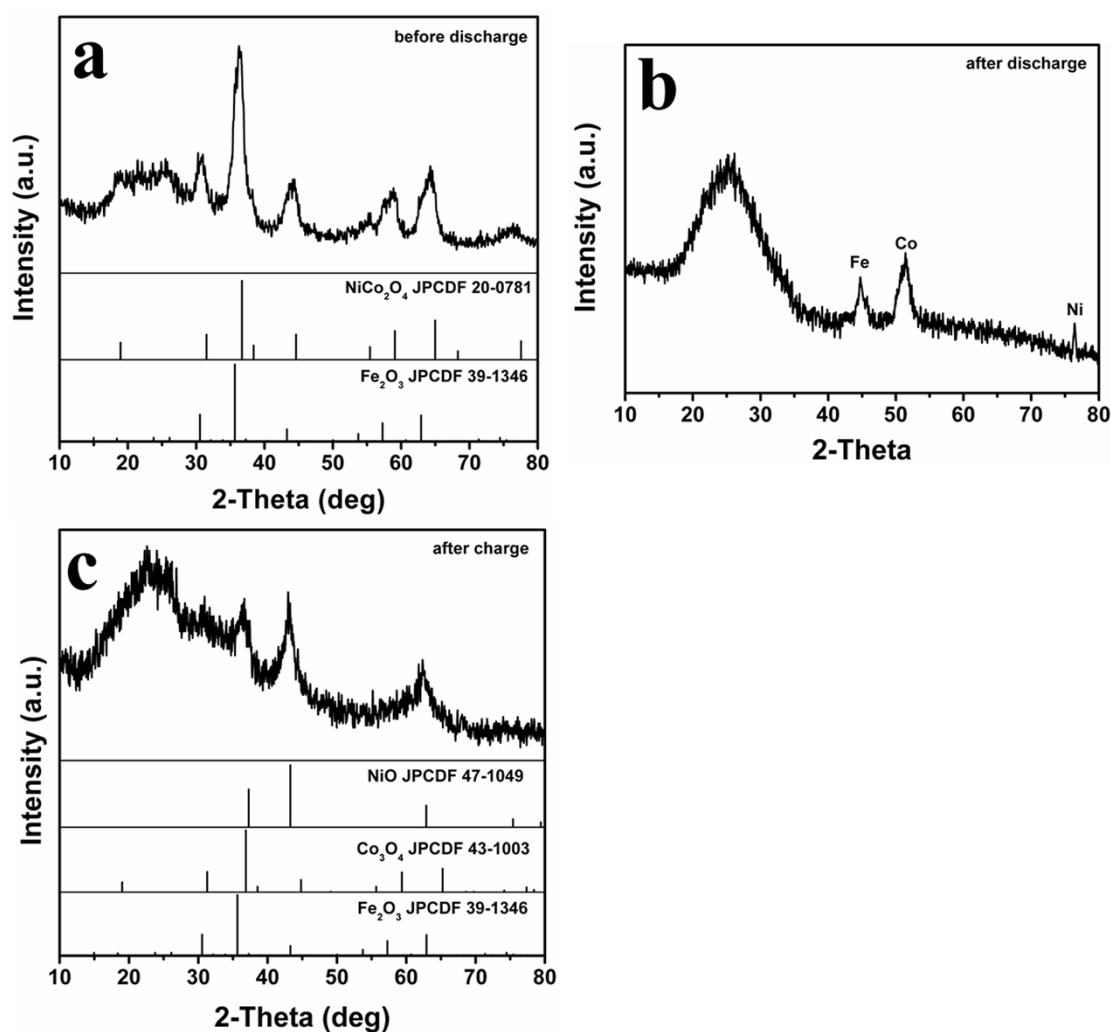 a
before discharge
Intensity (a.u.)
NiCo₂O₄ JPCDF 20-0781
Fe₂O₃ JPCDF 39-1346
10 20 30 40 50 60 70 80
2-Theta (deg)
b
after discharge
Intensity (a.u.)
Fe
Co
Ni
10 20 30 40 50 60 70 80
2-Theta
c
after charge
Intensity (a.u.)
NiO JPCDF 47-1049
Co₃O₄ JPCDF 43-1003
Fe₂O₃ JPCDF 39-1346
10 20 30 40 50 60 70 80
2-Theta (deg)